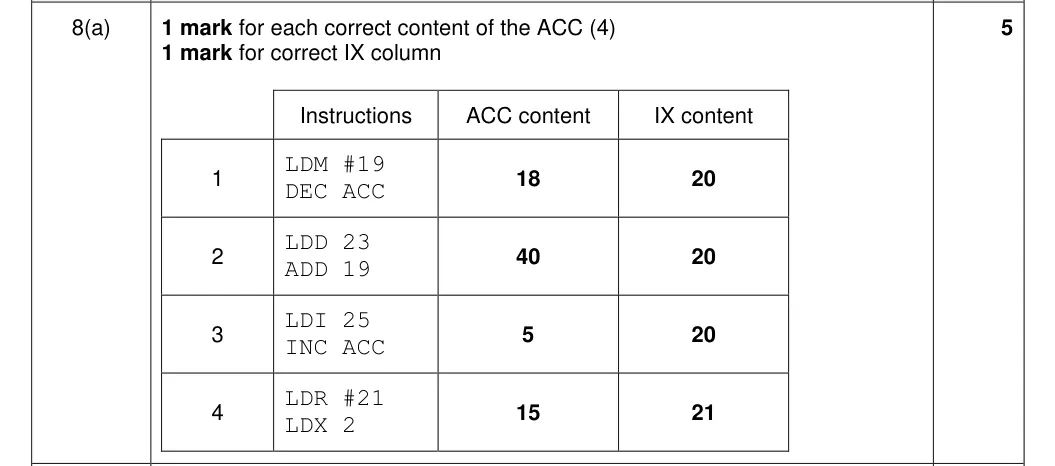 8(a) 1 mark for each correct content of the ACC (4) 5
1 mark for correct IX column
Instructions ACC content IX content
1 LDM #19 18 20
DEC ACC
2 LDD 23 40 20
ADD 19
3 LDI 25 5 20
INC ACC
4 LDR #21 15 21
LDX 2